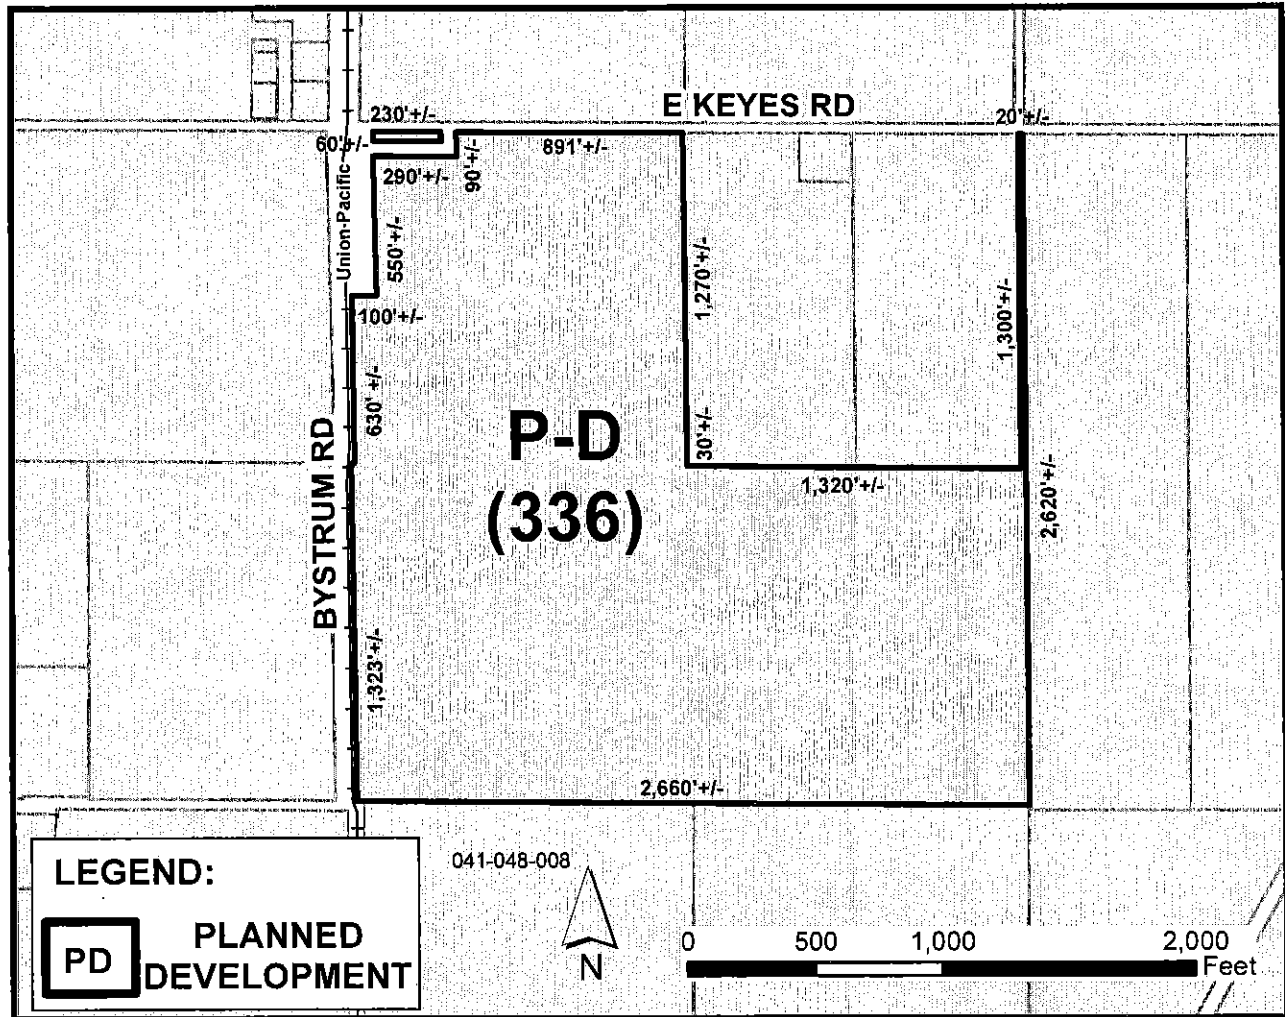 E KEYES RD
230'+/-
20'+/-
60'+/-
891'+/-
290'+/-
90'+/-
Union-Pacific
550'+/-
1,270'+/-
1,300'+/-
100'+/-
630' +/-
P-D
(336)
30'+/-
1,320'+/-
2,620'+/-
BYSTRUM RD
1,323'+/-
2,660'+/-
LEGEND:
PD
PLANNED
DEVELOPMENT
041-048-008
N
0 500 1,000 2,000
Feet